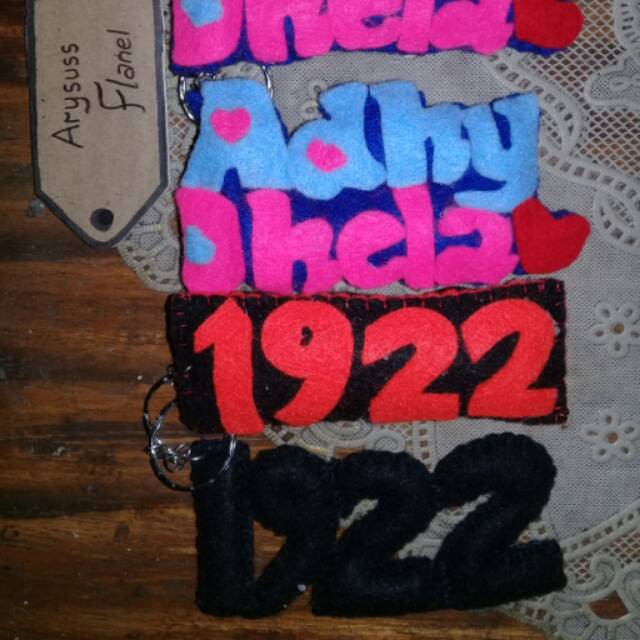 Arysuss
Flanel
Dhela
Adhy
Dhela
1922
1922